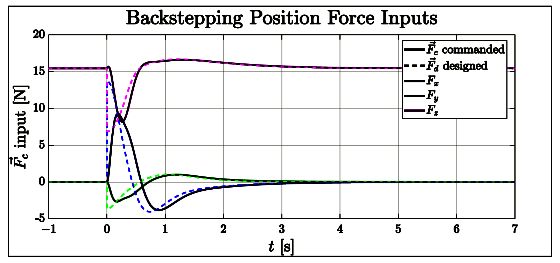 Backstepping Position Force Inputs
20
15
10
5
0
-5
F⃗c input [N]
F⃗c commanded
F⃗d designed
Fx
Fy
Fz
-1 0 1 2 3 4 5 6 7
t [s]